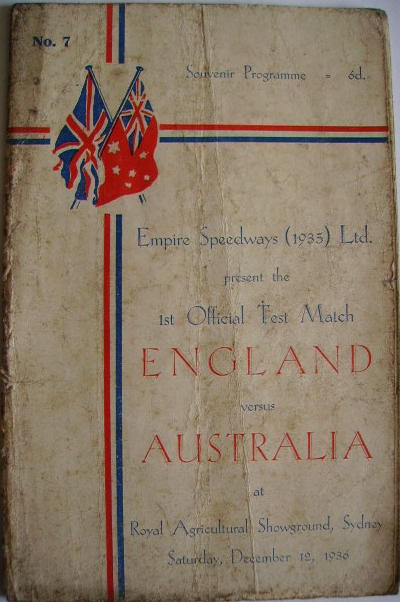 No. 7
Souvenir Programme = 6d.
Empire Speedways (1935) Ltd.
present the
1st Official Test Match
ENGLAND
versus
AUSTRALIA
at
Royal Agricultural Showground, Sydney
Saturday, December 12, 1936